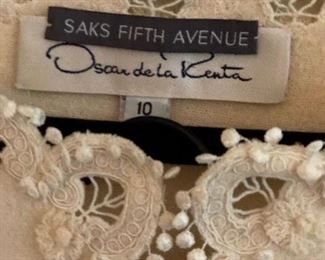 SAKS FIFTH AVENUE
Oscar de la Renta
10